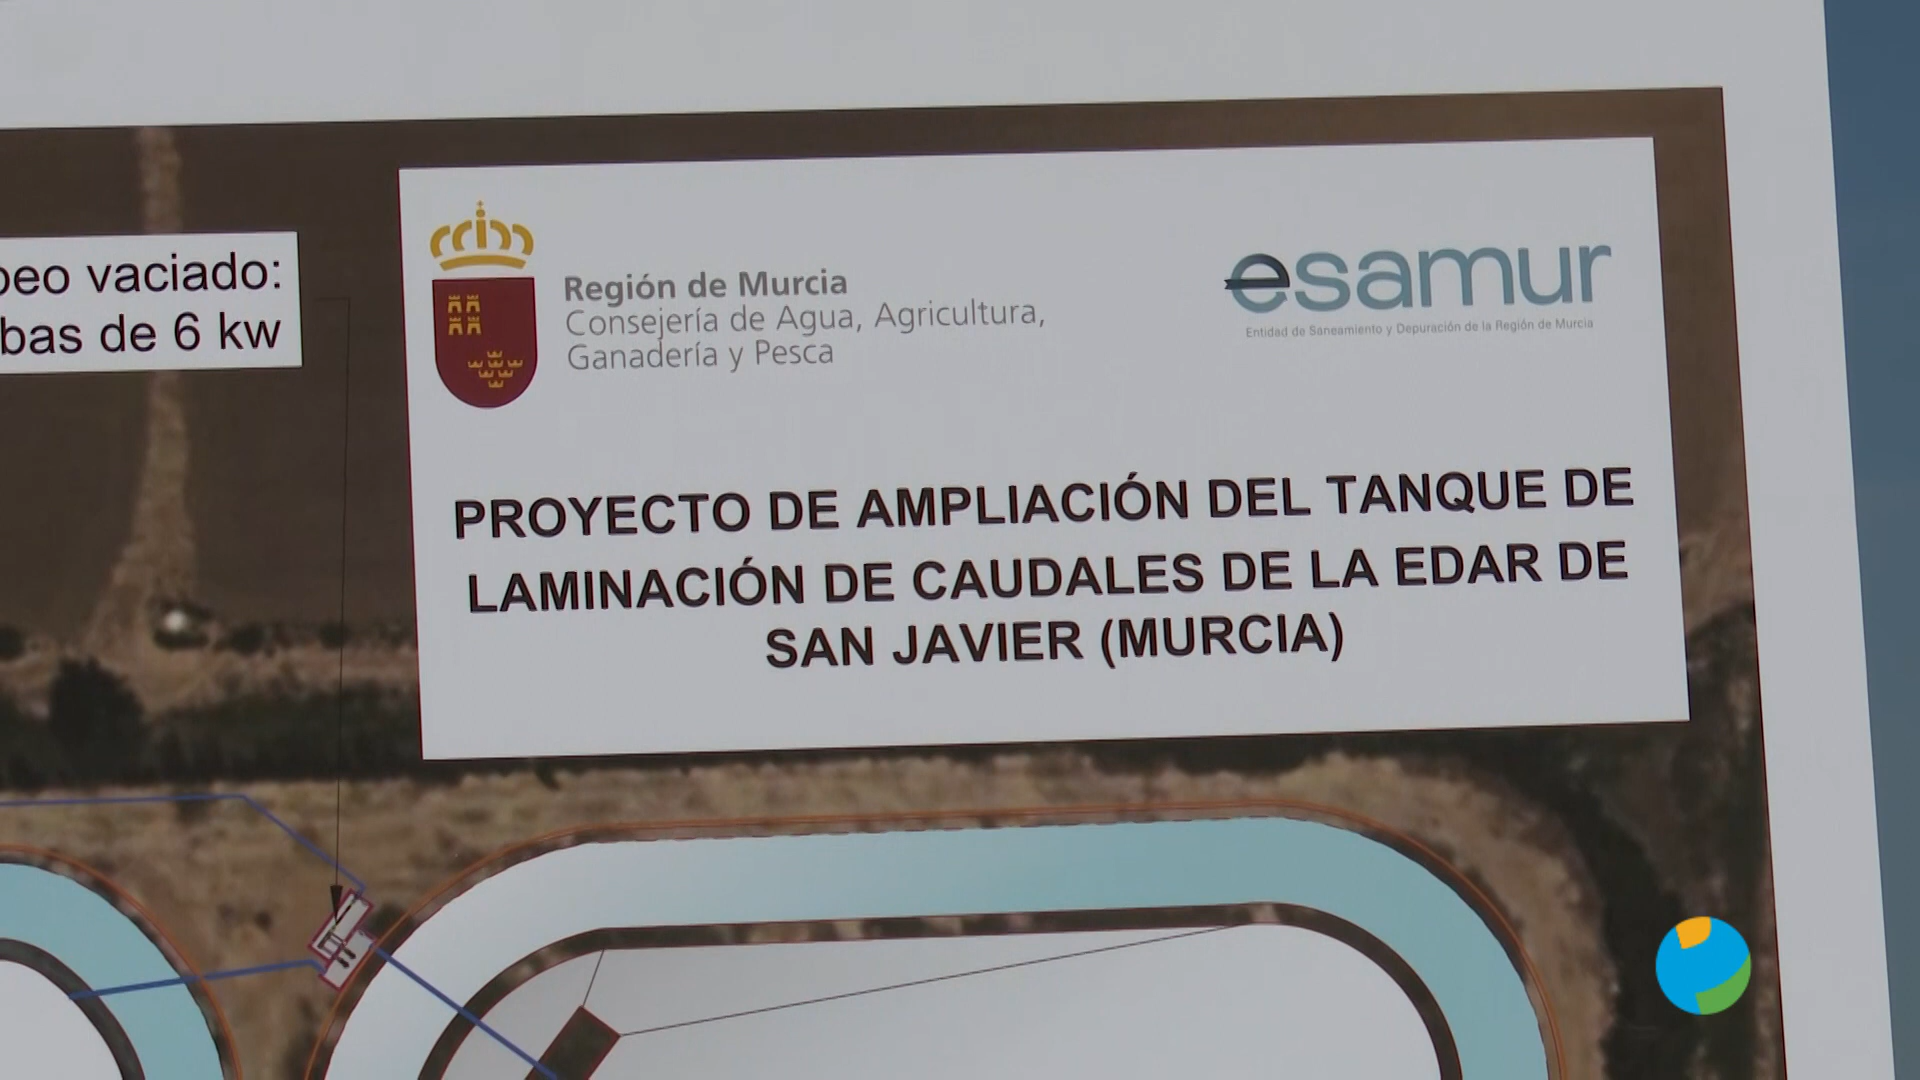 vaciado:
de 6 kw
Región de Murcia
Consejería de Agua, Agricultura,
Ganadería y Pesca
esamur
Entidad de Saneamiento y Depuración de la Región de Murcia
PROYECTO DE AMPLIACIÓN DEL TANQUE DE
LAMINACIÓN DE CAUDALES DE LA EDAR DE
SAN JAVIER (MURCIA)